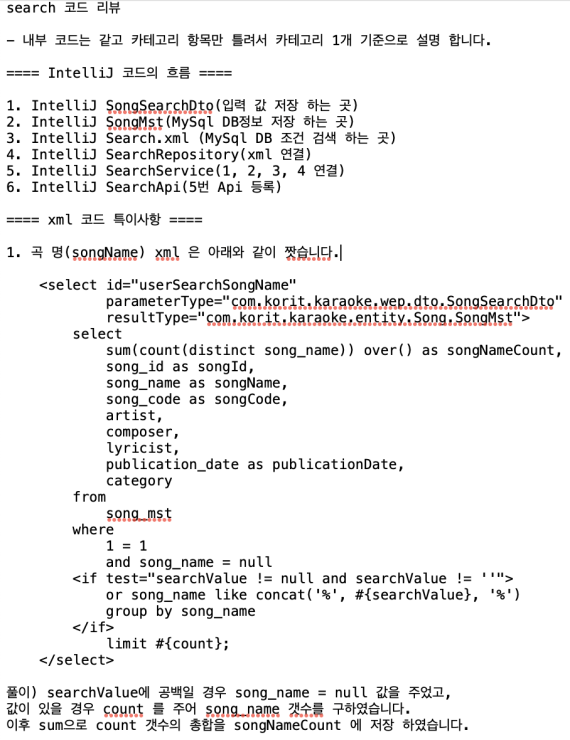 search 코드 리뷰
- 내부 코드는 같고 카테고리 항목만 틀려서 카테고리 1개 기준으로 설명 합니다.
==== IntelliJ 코드의 흐름 ====
1. IntelliJ SongSearchDto(입력 값 저장 하는 곳)
2. IntelliJ SongMst(MySql DB정보 저장 하는 곳)
3. IntelliJ Search.xml (MySql DB 조건 검색 하는 곳)
4. IntelliJ SearchRepository(xml 연결)
5. IntelliJ SearchService(1, 2, 3, 4 연결)
6. IntelliJ SearchApi(5번 Api 등록)
==== xml 코드 특이사항 ====
1. 곡 명(songName) xml 은 아래와 같이 짯습니다.
<select id="userSearchSongName"
parameterType="com.korit.karaoke.wep.dto.SongSearchDto"
resultType="com.korit.karaoke.entity.Song.SongMst">
select
sum(count(distinct song_name)) over() as songNameCount,
song_id as songId,
song_name as songName,
song_code as songCode,
artist,
composer,
lyricist,
publication_date as publicationDate,
category
from
song_mst
where
1 = 1
and song_name = null
<if test="searchValue != null and searchValue != ''">
or song_name like concat('%', #{searchValue}, '%')
group by song_name
</if>
limit #{count};
</select>
풀이) searchValue에 공백일 경우 song_name = null 값을 주었고,
값이 있을 경우 count 를 주어 song_name 갯수를 구하였습니다.
이후 sum으로 count 갯수의 총합을 songNameCount 에 저장 하였습니다.